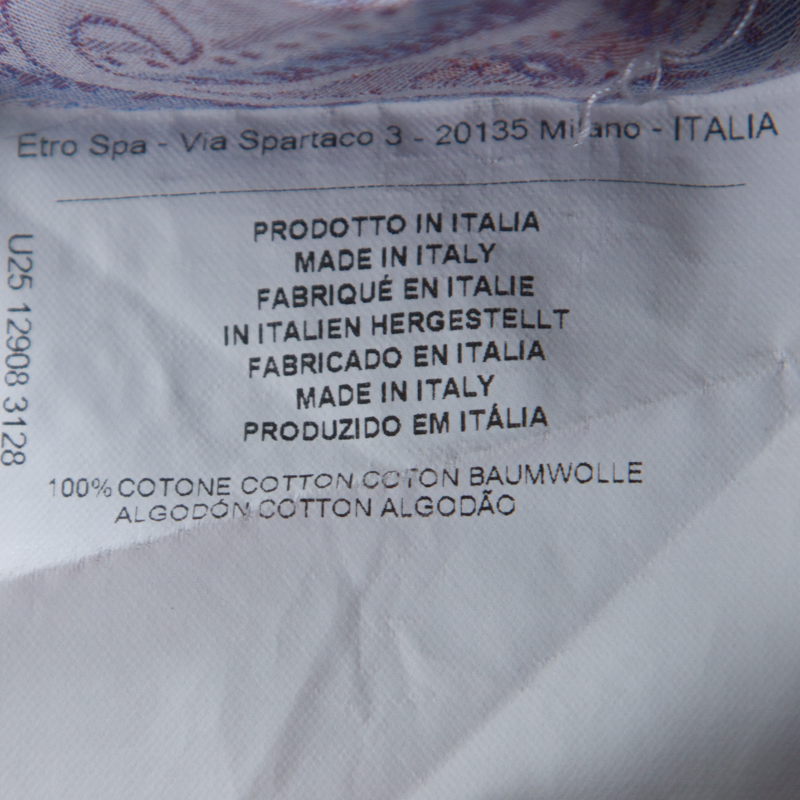 Etro Spa - Via Spartaco 3 - 20135 Milano - ITALIA
PRODOTTO IN ITALIA
MADE IN ITALY
FABRIQUÉ EN ITALIE
IN ITALIEN HERGESTELLT
FABRICADO EN ITALIA
MADE IN ITALY
PRODUZIDO EM ITÁLIA
100% COTONE COTTON COTON BAUMWOLLE
ALGODÓN COTTON ALGODÃO
U25 12908 3128